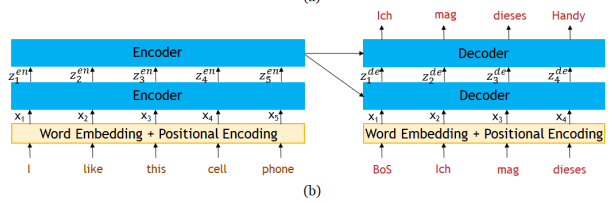 (a)
Ich mag dieses Handy
Encoder Decoder
z₁ᵉⁿ z₂ᵉⁿ z₃ᵉⁿ z₄ᵉⁿ z₅ᵉⁿ z₁ᵈᵉ z₂ᵈᵉ z₃ᵈᵉ z₄ᵈᵉ
Encoder Decoder
x₁ x₂ x₃ x₄ x₅ x₁ x₂ x₃ x₄
Word Embedding + Positional Encoding Word Embedding + Positional Encoding
I like this cell phone BoS Ich mag dieses
(b)